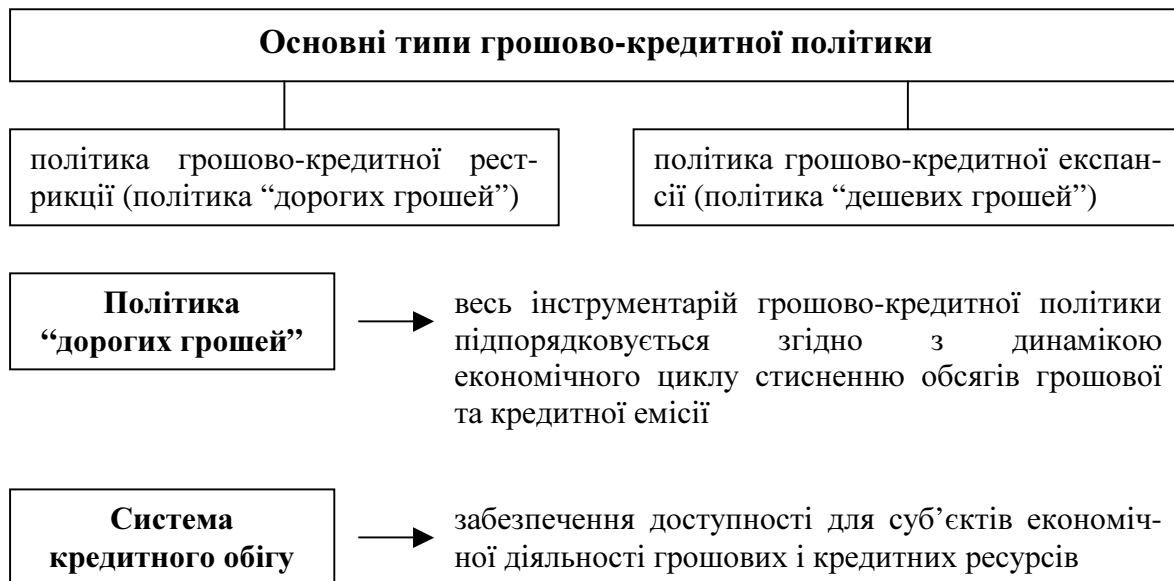 Основні типи грошово-кредитної політики
політика грошово-кредитної рест-
рикції (політика “дорогих грошей”)
політика грошово-кредитної експан-
сії (політика “дешевих грошей”)
Політика
“дорогих грошей”
весь інструментарій грошово-кредитної політики
підпорядковується згідно з динамікою
економічного циклу стисненню обсягів грошової
та кредитної емісії
Система
кредитного обігу
забезпечення доступності для суб’єктів економіч-
ної діяльності грошових і кредитних ресурсів